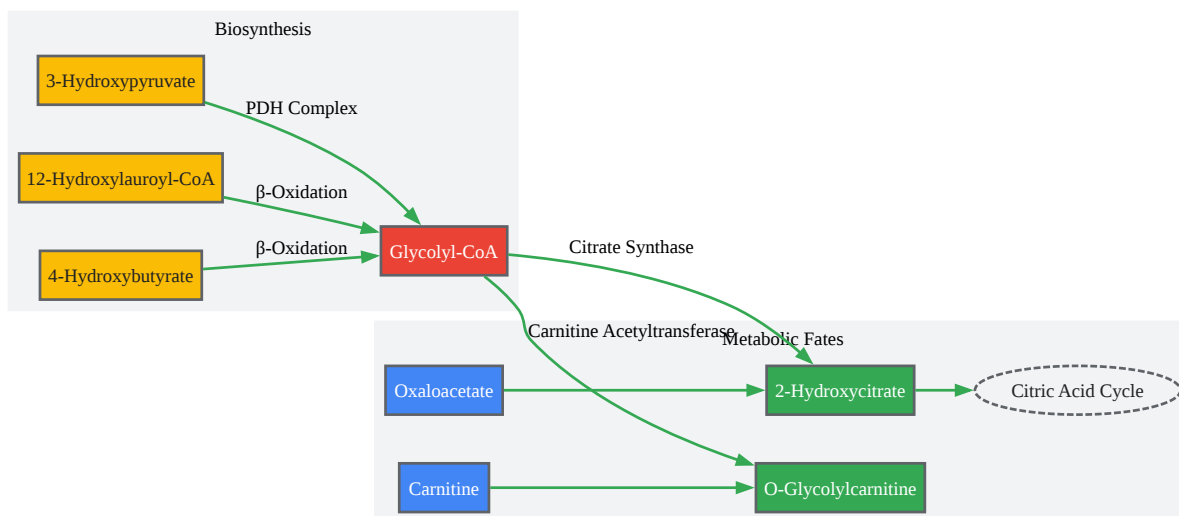 Biosynthesis
3-Hydroxypyruvate
PDH Complex
12-Hydroxylauroyl-CoA
β-Oxidation
β-Oxidation
4-Hydroxybutyrate
Glycolyl-CoA
Citrate Synthase
Carnitine Acetyltransferase
Metabolic Fates
Oxaloacetate
2-Hydroxycitrate
Citric Acid Cycle
Carnitine
O-Glycolylcarnitine